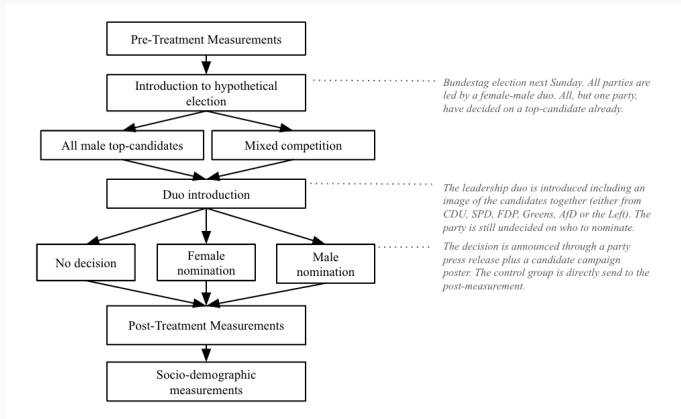 Pre-Treatment Measurements
Introduction to hypothetical
election
Bundestag election next Sunday. All parties are
led by a female-male duo. All, but one party,
have decided on a top-candidate already.
All male top-candidates
Mixed competition
Duo introduction
The leadership duo is introduced including an
image of the candidates together (either from
CDU, SPD, FDP, Greens, AfD or the Left). The
party is still undecided on who to nominate.
No decision
Female
nomination
Male
nomination
The decision is announced through a party
press release plus a candidate campaign
poster. The control group is directly send to the
post-measurement.
Post-Treatment Measurements
Socio-demographic
measurements